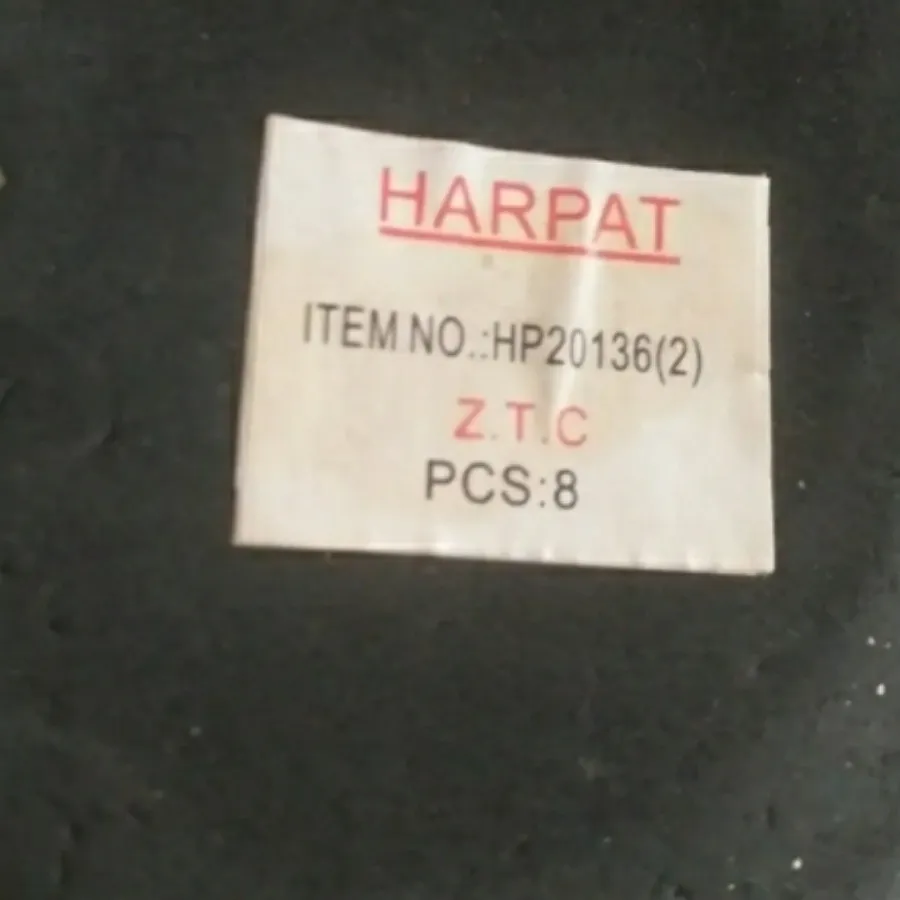 HARPAT
ITEM NO.:HP20136(2)
Z.T.C
PCS:8